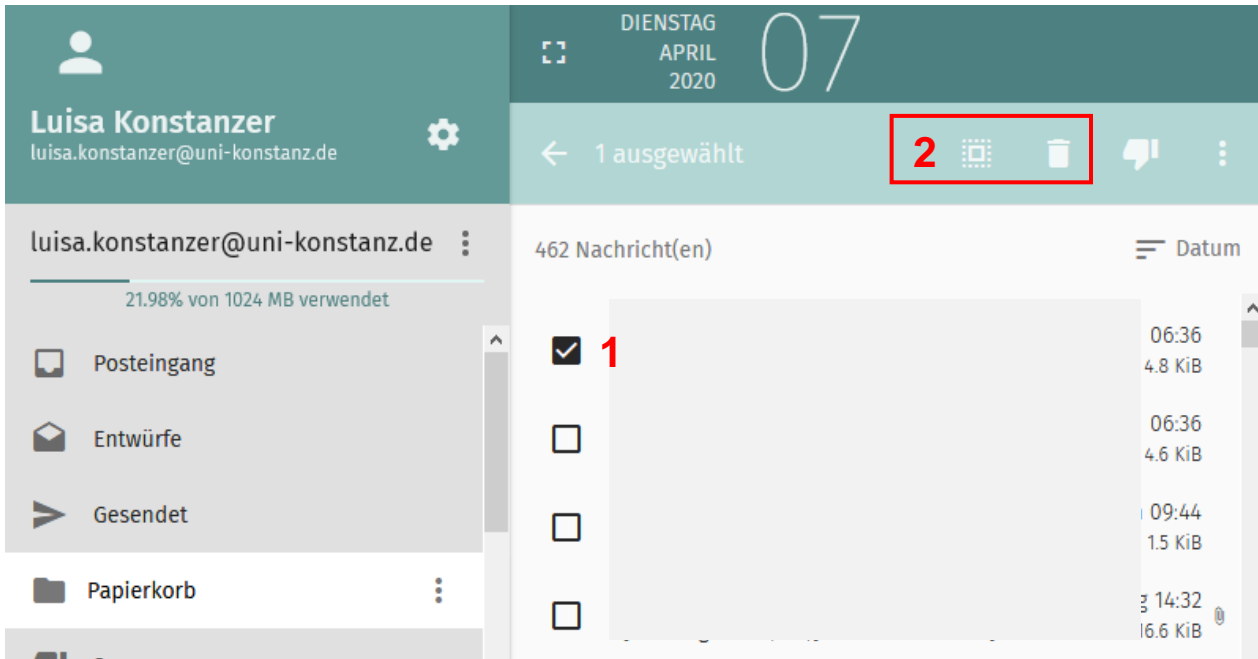 DIENSTAG
APRIL
2020
07
Luisa Konstanzer
luisa.konstanzer@uni-konstanz.de
1 ausgewählt
2
luisa.konstanzer@uni-konstanz.de
21.98% von 1024 MB verwendet
462 Nachricht(en)
Datum
Posteingang
Entwürfe
Gesendet
Papierkorb
1
06:36
4.8 KiB
06:36
4.6 KiB
09:44
1.5 KiB
14:32
16.6 KiB